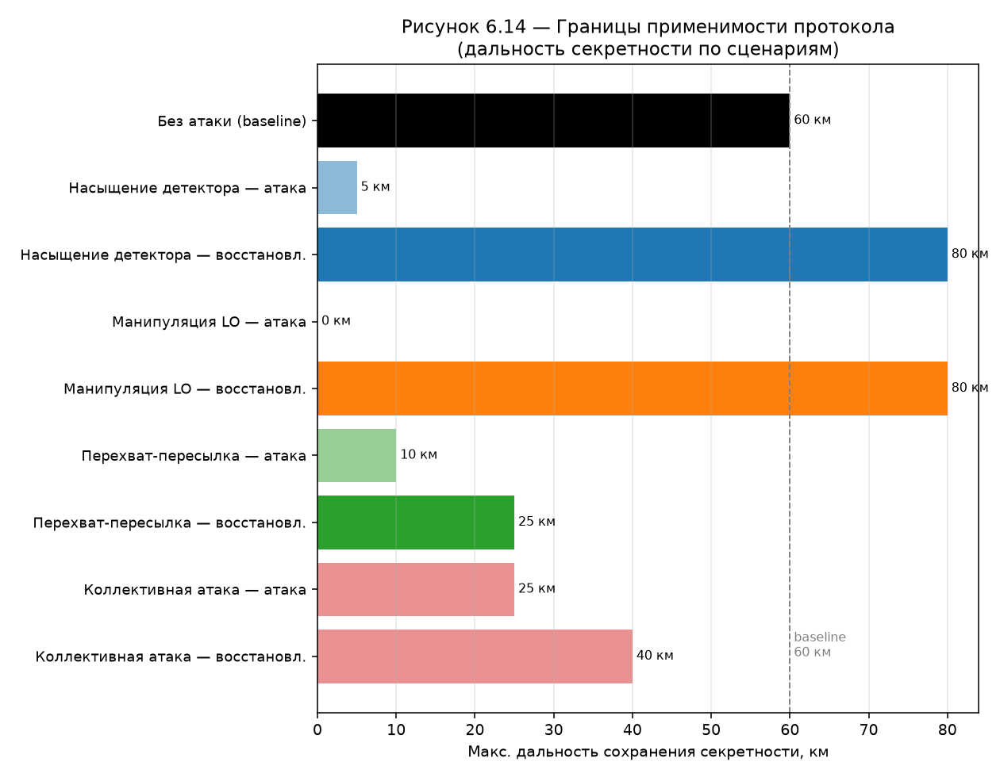 Рисунок 6.14 — Границы применимости протокола
(дальность секретности по сценариям)
Без атаки (baseline)
60 км
Насыщение детектора — атака
5 км
Насыщение детектора — восстановл.
80 км
Манипуляция LO — атака
0 км
Манипуляция LO — восстановл.
80 км
Перехват-пересылка — атака
10 км
Перехват-пересылка — восстановл.
25 км
Коллективная атака — атака
25 км
Коллективная атака — восстановл.
40 км
baseline
60 км
0 10 20 30 40 50 60 70 80
Макс. дальность сохранения секретности, км